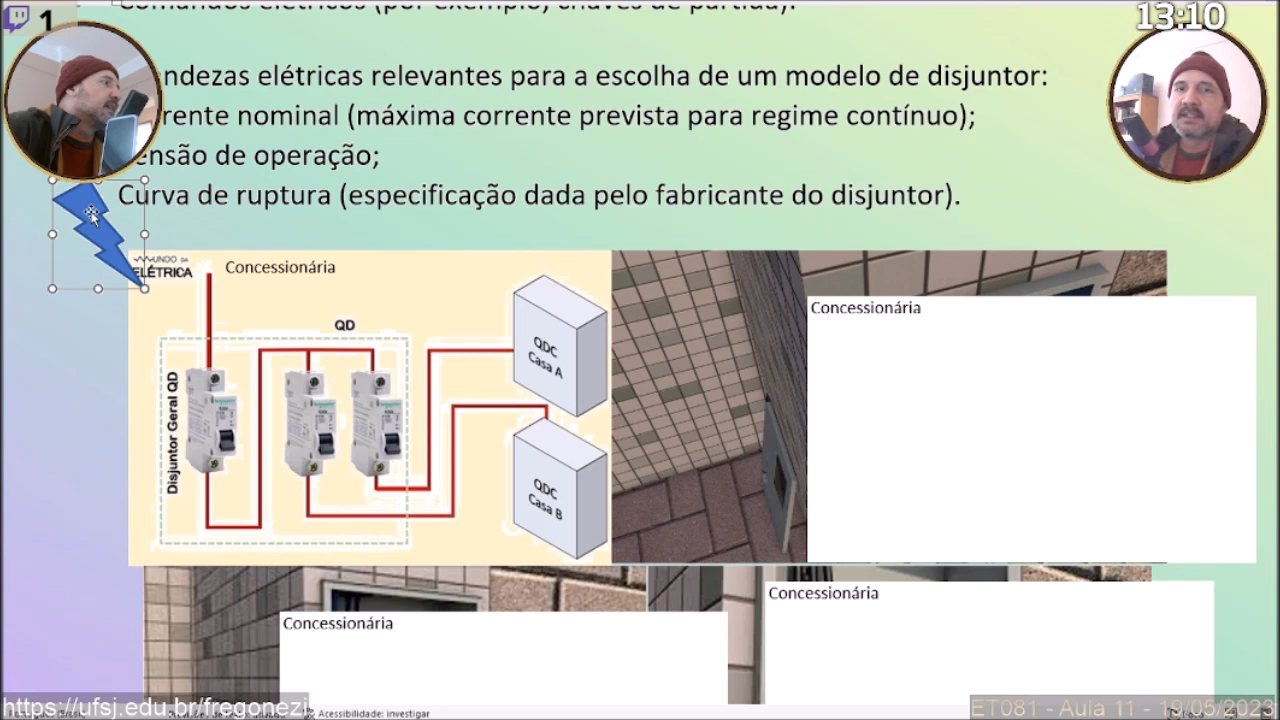 1
13:10
Comandos elétricos (por exemplo, chaves de partida).
ndezas elétricas relevantes para a escolha de um modelo de disjuntor:
rente nominal (máxima corrente prevista para regime contínuo);
ensão de operação;
Curva de ruptura (especificação dada pelo fabricante do disjuntor).
MUNDO DA
ELÉTRICA
Concessionária
QD
Disjuntor Geral QD
QDC
Casa A
QDC
Casa B
Concessionária
Concessionária
Concessionária
https://ufsj.edu.br/fregonezi
Acessibilidade: investigar
ET081 - Aula 11 - 19/05/2023